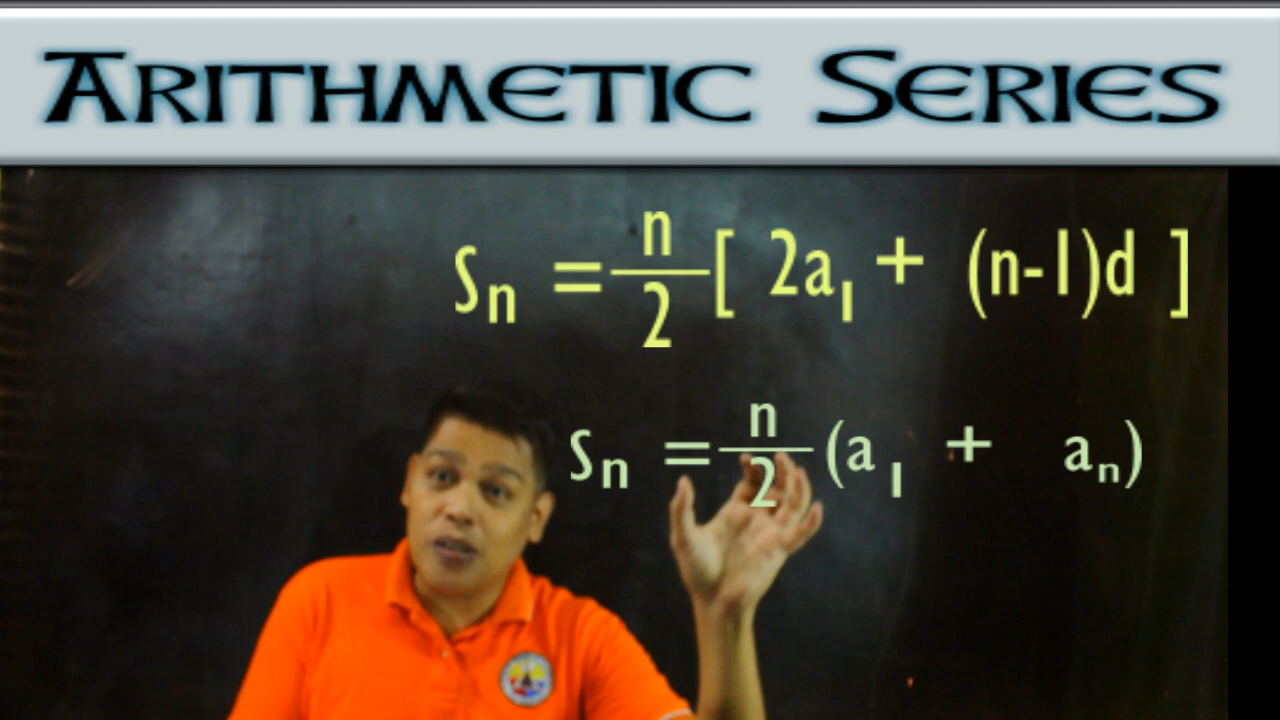 ARITHMETIC SERIES
Sₙ = n/2 [ 2a₁ + (n-1)d ]
Sₙ = n/2 (a₁ + aₙ)